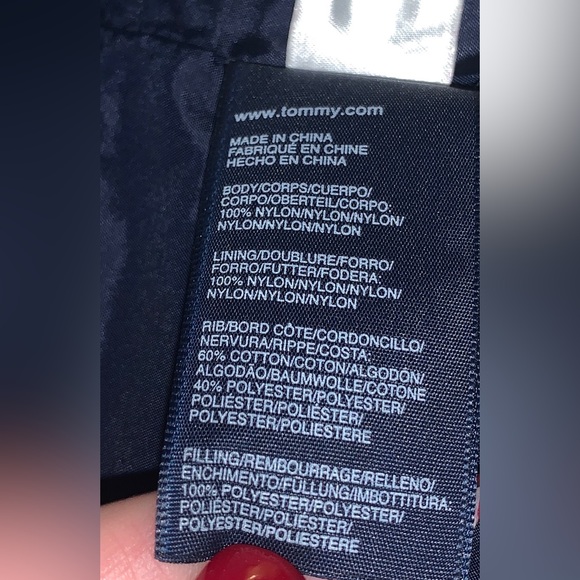 www.tommy.com
MADE IN CHINA
FABRIQUÉ EN CHINE
HECHO EN CHINA
BODY/CORPS/CUERPO/
CORPO/OBERTEIL/CORPO:
100% NYLON/NYLON/NYLON/
NYLON/NYLON/NYLON
LINING/DOUBLURE/FORRO/
FORRO/FUTTER/FODERA:
100% NYLON/NYLON/NYLON/
NYLON/NYLON/NYLON
RIB/BORD CÔTE/CORDONCILLO/
NERVURA/RIPPE/COSTA:
60% COTTON/COTON/ALGODÓN/
ALGODÃO/BAUMWOLLE/COTONE
40% POLYESTER/POLYESTER/
POLIÉSTER/POLIÉSTER/
POLYESTER/POLIESTERE
FILLING/REMBOURRAGE/RELLENO/
ENCHIMENTO/FÜLLUNG/IMBOTTITURA:
100% POLYESTER/POLYESTER/
POLIÉSTER/POLIÉSTER/
POLYESTER/POLIESTERE